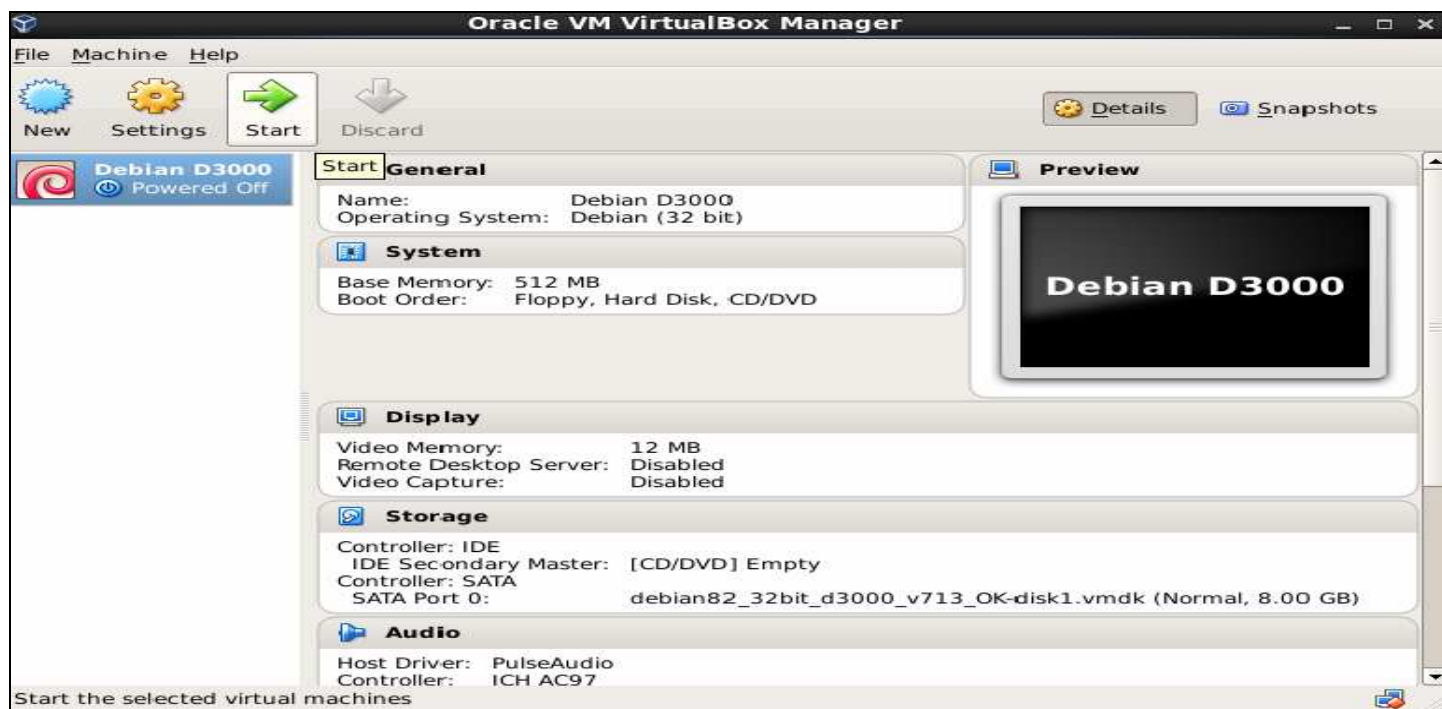 Oracle VM VirtualBox Manager
File Machine Help
New Settings Start Discard
Details Snapshots
Debian D3000
Powered Off
Start
General
Name: Debian D3000
Operating System: Debian (32 bit)
System
Base Memory: 512 MB
Boot Order: Floppy, Hard Disk, CD/DVD
Preview
Debian D3000
Display
Video Memory: 12 MB
Remote Desktop Server: Disabled
Video Capture: Disabled
Storage
Controller: IDE
IDE Secondary Master: [CD/DVD] Empty
Controller: SATA
SATA Port 0: debian82_32bit_d3000_v713_OK-disk1.vmdk (Normal, 8.00 GB)
Audio
Host Driver: PulseAudio
Controller: ICH AC97
Start the selected virtual machines